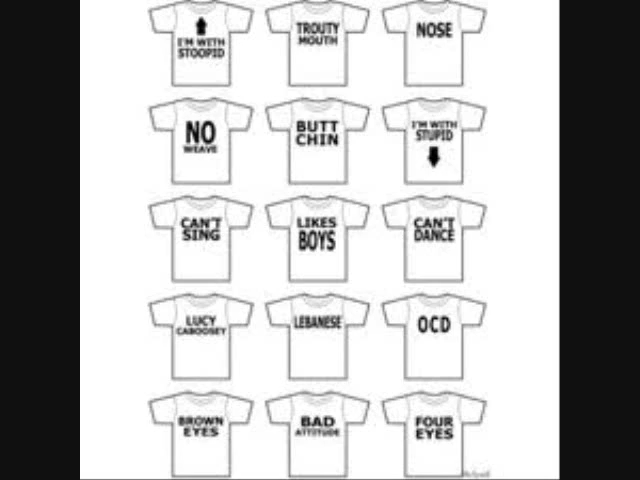 I'M WITH
STOOPID
TROUTY
MOUTH
NOSE
NO
WEAVE
BUTT
CHIN
I'M WITH
STUPID
CAN'T
SING
LIKES
BOYS
CAN'T
DANCE
LUCY
CABOOSEY
LEBANESE
OCD
BROWN
EYES
BAD
ATTITUDE
FOUR
EYES